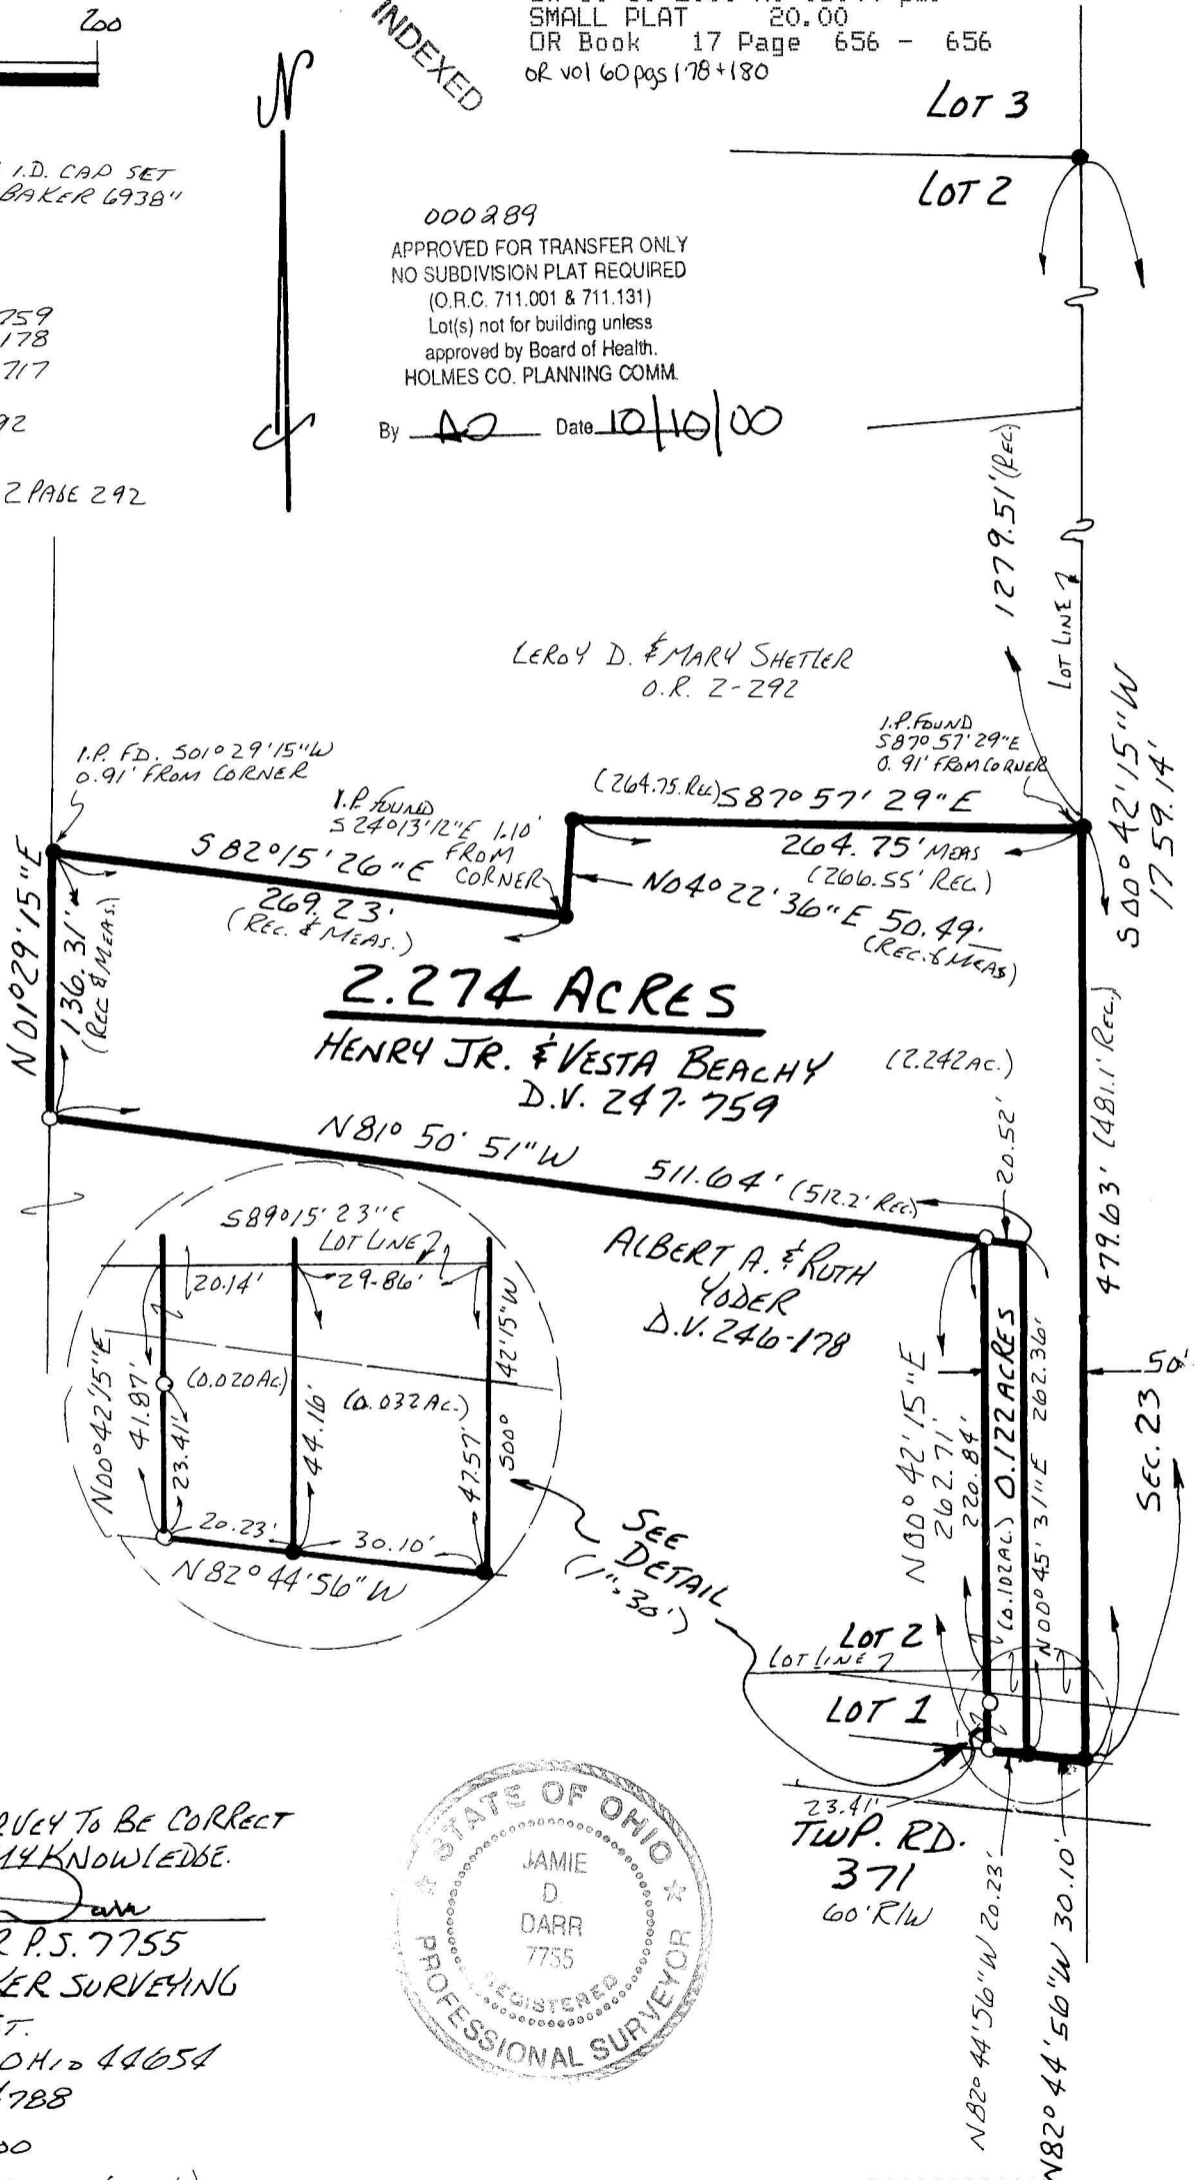 200
INDEXED
SMALL PLAT 20.00
OR Book 17 Page 656 - 656
OR vol 60 pgs 178+180
N
LOT 3
LOT 2
I.D. CAP SET
BAKER 6938"
000289
APPROVED FOR TRANSFER ONLY
NO SUBDIVISION PLAT REQUIRED
(O.R.C. 711.001 & 711.131)
Lot(s) not for building unless
approved by Board of Health.
HOLMES CO. PLANNING COMM.
By AO Date 10/10/00
759
178
717
92
2 PAGE 292
1279.51' (REC)
LOT LINE
LEROY D. & MARY SHETLER
O.R. 2-292
I.P. FD. S01°29'15"W
0.91' FROM CORNER
I.P. FOUND
S24°13'12"E 1.10'
FROM
CORNER
I.P. FOUND
S87°57'29"E
0.91' FROM CORNER
(264.75 REC) S87°57'29"E
264.75' MEAS
(266.55' REC.)
S00°42'15"W
1759.14'
S82°15'26"E
269.23'
(REC. & MEAS.)
N04°22'36"E 50.49'
(REC. & MEAS)
N01°29'15"E
136.31'
(REC & MEAS.)
2.274 ACRES
HENRY JR. & VESTA BEACHY
D.V. 247-759
(2.242 AC.)
479.63' (481.1' REC.)
N81°50'51"W
511.64' (512.2' REC.)
20.52'
ALBERT A. & RUTH
YODER
D.V. 246-178
S89°15'23"E
LOT LINE
20.14'
29.86'
N00°42'15"E
41.87'
23.41'
(0.020 AC)
44.16'
(0.032 AC.)
47.57'
S00°42'15"W
20.23'
30.10'
N82°44'56"W
SEE
DETAIL
(1"=30')
N00°42'15"E
262.71'
220.84'
(0.102 AC.) 0.122 ACRES
N00°45'31"E 262.36'
50'
SEC. 23
LOT 2
LOT LINE
LOT 1
23.41'
TWP. RD.
371
60' R/W
N82°44'56"W 20.23'
N82°44'56"W 30.10'
RVEY TO BE CORRECT
MY KNOWLEDGE.
Darr
R P.S. 7755
KER SURVEYING
ST.
OHIO 44654
4788
00
STATE OF OHIO
JAMIE
D.
DARR
7755
REGISTERED
PROFESSIONAL SURVEYOR